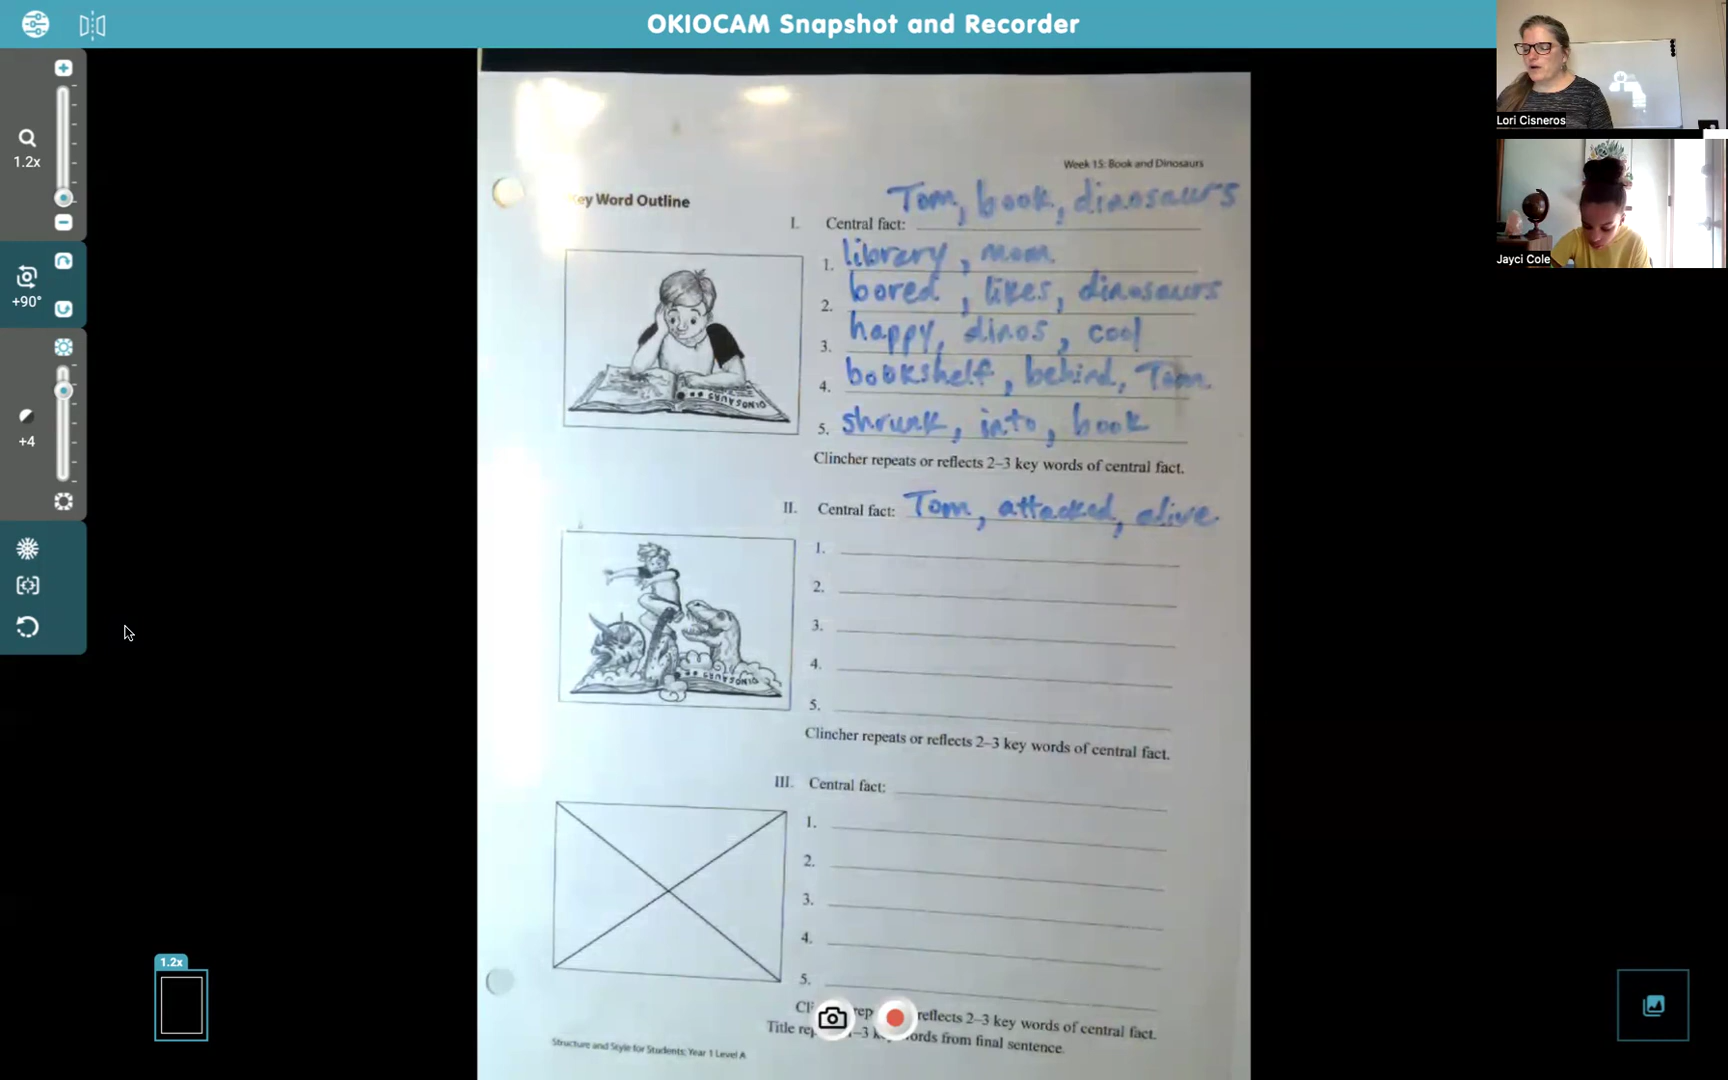 OKIOCAM Snapshot and Recorder
1.2x
+90°
+4
1.2x
Lori Cisneros
Jayci Cole
Week 15: Book and Dinosaurs
ey Word Outline
Tom, book, dinosaurs
I. Central fact:
1. library, mom
2. bored, likes, dinosaurs
3. happy, dinos, cool
4. bookshelf, behind, Tom
5. shrunk, into, book
DINOSAURS
Clincher repeats or reflects 2–3 key words of central fact.
II. Central fact: Tom, attacked, alive
1.
2.
3.
4.
5.
DINOSAURS
Clincher repeats or reflects 2–3 key words of central fact.
III. Central fact:
1.
2.
3.
4.
5.
reflects 2–3 key words of central fact.
Title words from final sentence.
Structure and Style for Students: Year 1 Level A